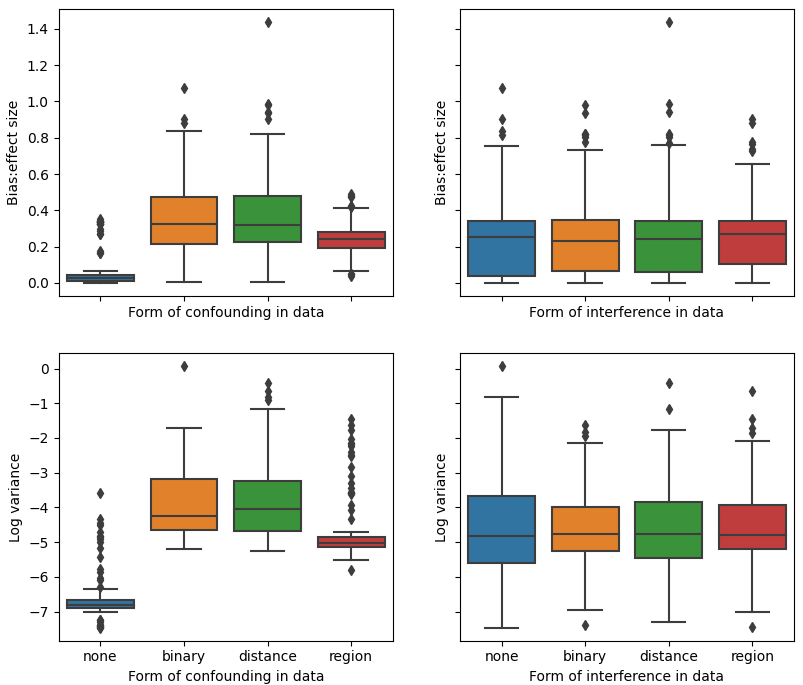 1.4
1.2
1.0
0.8
0.6
0.4
0.2
0.0
Bias:effect size
Form of confounding in data
Bias:effect size
Form of interference in data
0
−1
−2
−3
−4
−5
−6
−7
Log variance
none binary distance region
Form of confounding in data
Log variance
none binary distance region
Form of interference in data